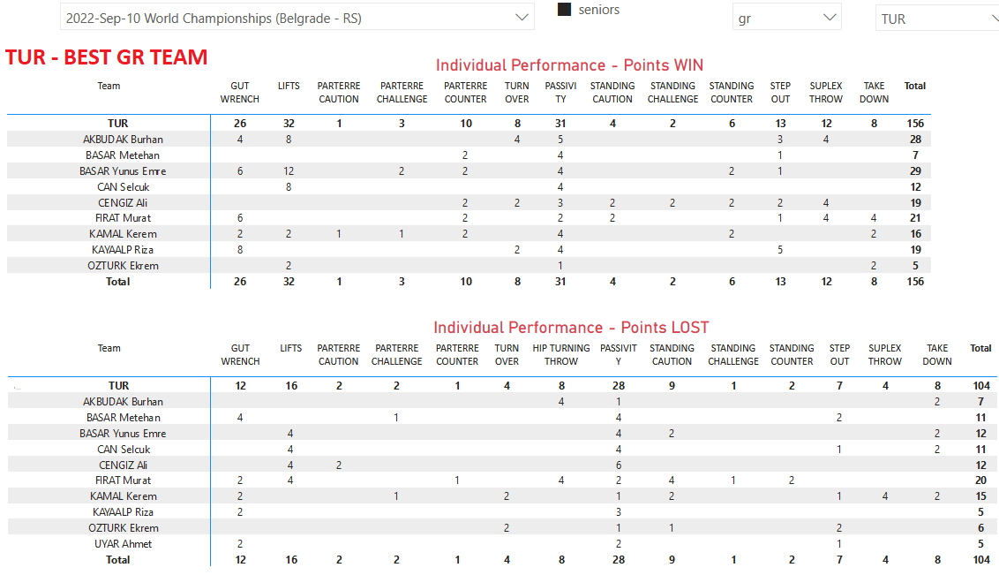 2022-Sep-10 World Championships (Belgrade - RS) seniors gr TUR
TUR - BEST GR TEAM
Individual Performance - Points WIN
Team GUT WRENCH LIFTS PARTERRE CAUTION PARTERRE CHALLENGE PARTERRE COUNTER TURN OVER PASSIVI TY STANDING CAUTION STANDING CHALLENGE STANDING COUNTER STEP OUT SUPLEX THROW TAKE DOWN Total
TUR 26 32 1 3 10 8 31 4 2 6 13 12 8 156
AKBUDAK Burhan 4 8 4 5 3 4 28
BASAR Metehan 2 4 1 7
BASAR Yunus Emre 6 12 2 2 4 2 1 29
CAN Selcuk 8 4 12
CENGIZ Ali 2 2 3 2 2 2 2 4 19
FIRAT Murat 6 2 2 2 1 4 4 21
KAMAL Kerem 2 2 1 1 2 4 2 2 16
KAYAALP Riza 8 2 4 5 19
OZTURK Ekrem 2 1 2 5
Total 26 32 1 3 10 8 31 4 2 6 13 12 8 156
Individual Performance - Points LOST
Team GUT WRENCH LIFTS PARTERRE CAUTION PARTERRE CHALLENGE PARTERRE COUNTER TURN OVER HIP TURNING THROW PASSIVIT Y STANDING CAUTION STANDING CHALLENGE STANDING COUNTER STEP OUT SUPLEX THROW TAKE DOWN Total
TUR 12 16 2 2 1 4 8 28 9 1 2 7 4 8 104
AKBUDAK Burhan 4 1 2 7
BASAR Metehan 4 1 4 2 11
BASAR Yunus Emre 4 4 2 2 12
CAN Selcuk 4 4 1 2 11
CENGIZ Ali 4 2 6 12
FIRAT Murat 2 4 1 4 2 4 1 2 20
KAMAL Kerem 2 1 2 1 2 1 4 2 15
KAYAALP Riza 2 3 5
OZTURK Ekrem 2 1 1 2 6
UYAR Ahmet 2 2 1 5
Total 12 16 2 2 1 4 8 28 9 1 2 7 4 8 104